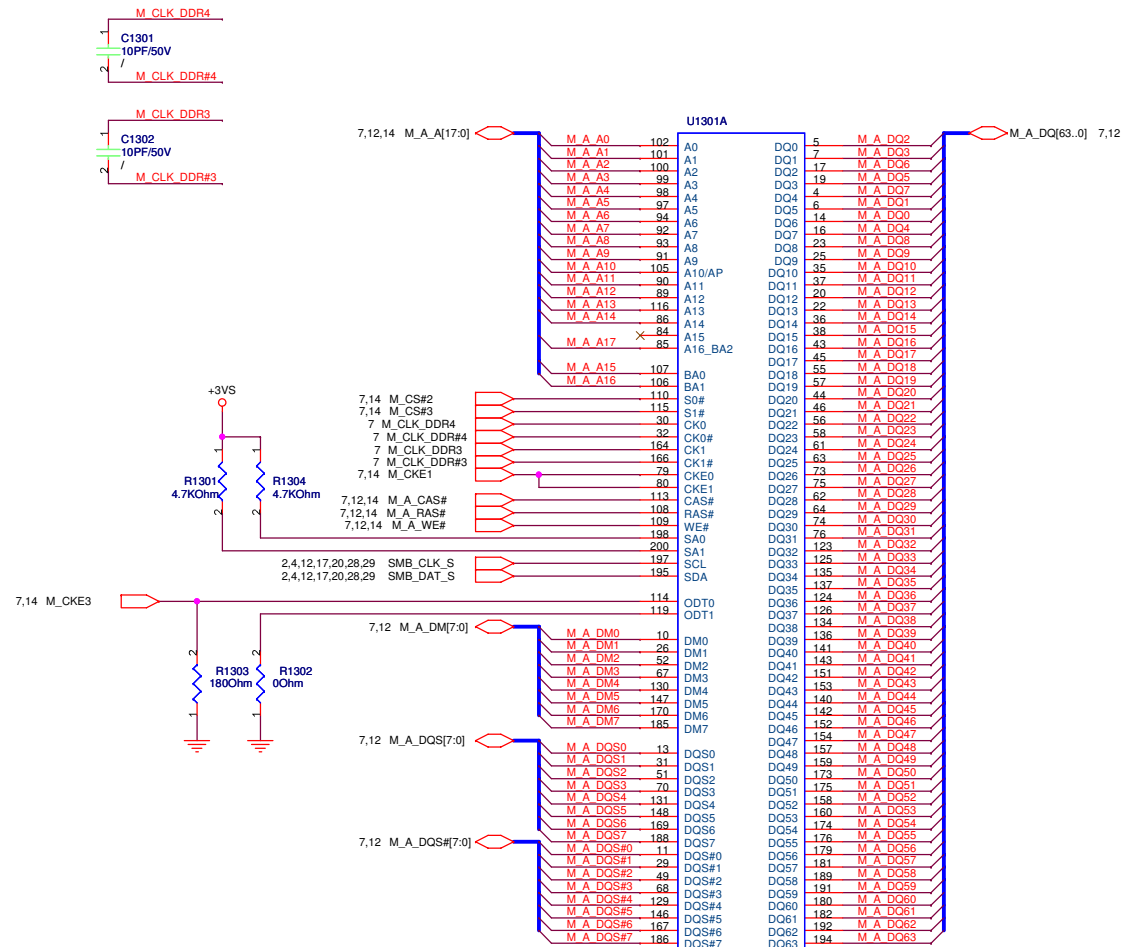 M_CLK_DDR4
1
C1301
10PF/50V
/
2
M_CLK_DDR#4
M_CLK_DDR3
1
C1302
10PF/50V
/
2
M_CLK_DDR#3
U1301A
7,12,14 M_A_A[17:0]
M_A_DQ[63..0] 7,12
M_A_A0 102 A0 DQ0 5 M_A_DQ2
M_A_A1 101 A1 DQ1 7 M_A_DQ3
M_A_A2 100 A2 DQ2 17 M_A_DQ6
M_A_A3 99 A3 DQ3 19 M_A_DQ5
M_A_A4 98 A4 DQ4 4 M_A_DQ7
M_A_A5 97 A5 DQ5 6 M_A_DQ1
M_A_A6 94 A6 DQ6 14 M_A_DQ0
M_A_A7 92 A7 DQ7 16 M_A_DQ4
M_A_A8 93 A8 DQ8 23 M_A_DQ8
M_A_A9 91 A9 DQ9 25 M_A_DQ9
M_A_A10 105 A10/AP DQ10 35 M_A_DQ10
M_A_A11 90 A11 DQ11 37 M_A_DQ11
M_A_A12 89 A12 DQ12 20 M_A_DQ12
M_A_A13 116 A13 DQ13 22 M_A_DQ13
M_A_A14 86 A14 DQ14 36 M_A_DQ14
84 A15 DQ15 38 M_A_DQ15
M_A_A17 85 A16_BA2 DQ16 43 M_A_DQ16
DQ17 45 M_A_DQ17
M_A_A15 107 BA0 DQ18 55 M_A_DQ18
M_A_A16 106 BA1 DQ19 57 M_A_DQ19
7,14 M_CS#2 110 S0# DQ20 44 M_A_DQ20
7,14 M_CS#3 115 S1# DQ21 46 M_A_DQ21
7 M_CLK_DDR4 30 CK0 DQ22 56 M_A_DQ22
7 M_CLK_DDR#4 32 CK0# DQ23 58 M_A_DQ23
7 M_CLK_DDR3 164 CK1 DQ24 61 M_A_DQ24
7 M_CLK_DDR#3 166 CK1# DQ25 63 M_A_DQ25
7,14 M_CKE1 79 CKE0 DQ26 73 M_A_DQ26
80 CKE1 DQ27 75 M_A_DQ27
7,12,14 M_A_CAS# 113 CAS# DQ28 62 M_A_DQ28
7,12,14 M_A_RAS# 108 RAS# DQ29 64 M_A_DQ29
7,12,14 M_A_WE# 109 WE# DQ30 74 M_A_DQ30
198 SA0 DQ31 76 M_A_DQ31
200 SA1 DQ32 123 M_A_DQ32
2,4,12,17,20,28,29 SMB_CLK_S 197 SCL DQ33 125 M_A_DQ33
2,4,12,17,20,28,29 SMB_DAT_S 195 SDA DQ34 135 M_A_DQ34
DQ35 137 M_A_DQ35
7,14 M_CKE3 114 ODT0 DQ36 124 M_A_DQ36
119 ODT1 DQ37 126 M_A_DQ37
+3VS
1 1
R1301
4.7KOhm
R1304
4.7KOhm
2 2
7,12 M_A_DM[7:0]
DQ38 134 M_A_DQ38
M_A_DM0 10 DM0 DQ39 136 M_A_DQ39
M_A_DM1 26 DM1 DQ40 141 M_A_DQ40
M_A_DM2 52 DM2 DQ41 143 M_A_DQ41
M_A_DM3 67 DM3 DQ42 151 M_A_DQ42
M_A_DM4 130 DM4 DQ43 153 M_A_DQ43
M_A_DM5 147 DM5 DQ44 140 M_A_DQ44
M_A_DM6 170 DM6 DQ45 142 M_A_DQ45
M_A_DM7 185 DM7 DQ46 152 M_A_DQ46
2 2
R1303
180Ohm
R1302
0Ohm
1 1
DQ47 154 M_A_DQ47
7,12 M_A_DQS[7:0]
M_A_DQS0 13 DQS0 DQ48 157 M_A_DQ48
M_A_DQS1 31 DQS1 DQ49 159 M_A_DQ49
M_A_DQS2 51 DQS2 DQ50 173 M_A_DQ50
M_A_DQS3 70 DQS3 DQ51 175 M_A_DQ51
M_A_DQS4 131 DQS4 DQ52 158 M_A_DQ52
M_A_DQS5 148 DQS5 DQ53 160 M_A_DQ53
M_A_DQS6 169 DQS6 DQ54 174 M_A_DQ54
M_A_DQS7 188 DQS7 DQ55 176 M_A_DQ55
7,12 M_A_DQS#[7:0]
M_A_DQS#0 11 DQS#0 DQ56 179 M_A_DQ56
M_A_DQS#1 29 DQS#1 DQ57 181 M_A_DQ57
M_A_DQS#2 49 DQS#2 DQ58 189 M_A_DQ58
M_A_DQS#3 68 DQS#3 DQ59 191 M_A_DQ59
M_A_DQS#4 129 DQS#4 DQ60 180 M_A_DQ60
M_A_DQS#5 146 DQS#5 DQ61 182 M_A_DQ61
M_A_DQS#6 167 DQS#6 DQ62 192 M_A_DQ62
M_A_DQS#7 186 DQS#7 DQ63 194 M_A_DQ63